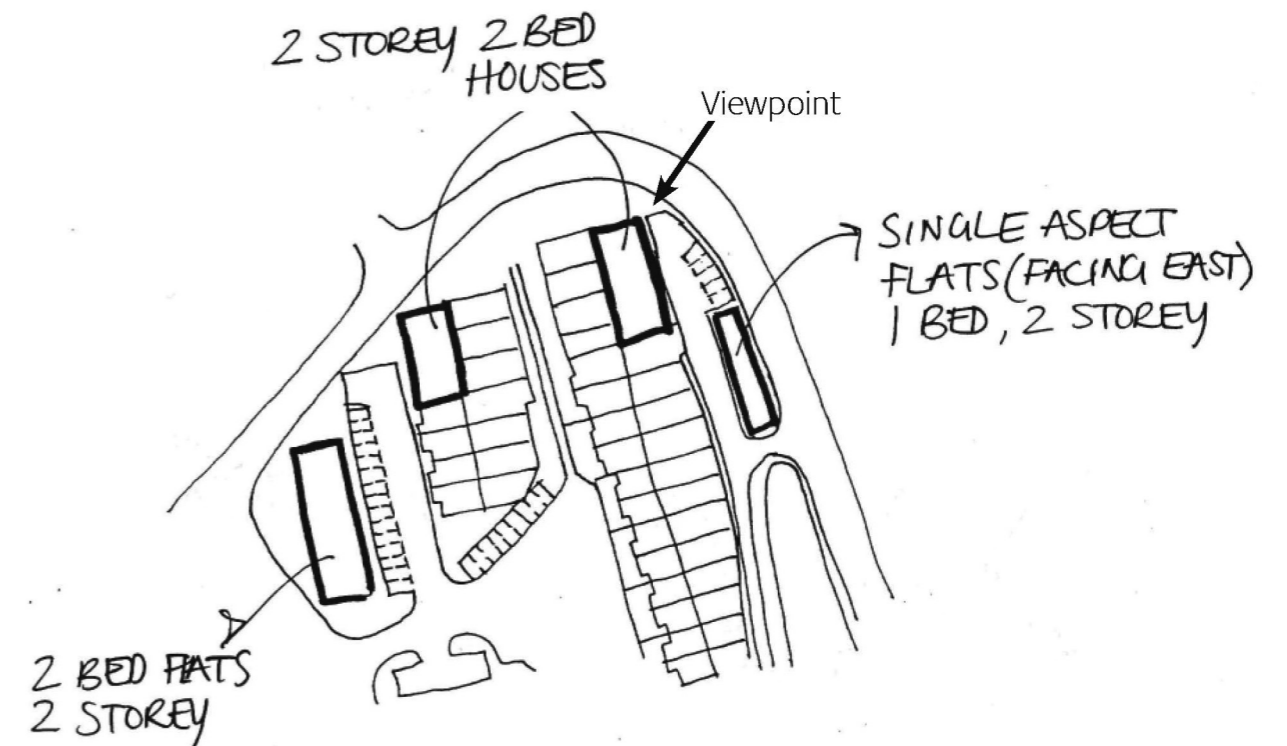 2 STOREY 2 BED
HOUSES
Viewpoint
SINGLE ASPECT
FLATS (FACING EAST)
1 BED, 2 STOREY
2 BED FLATS
2 STOREY